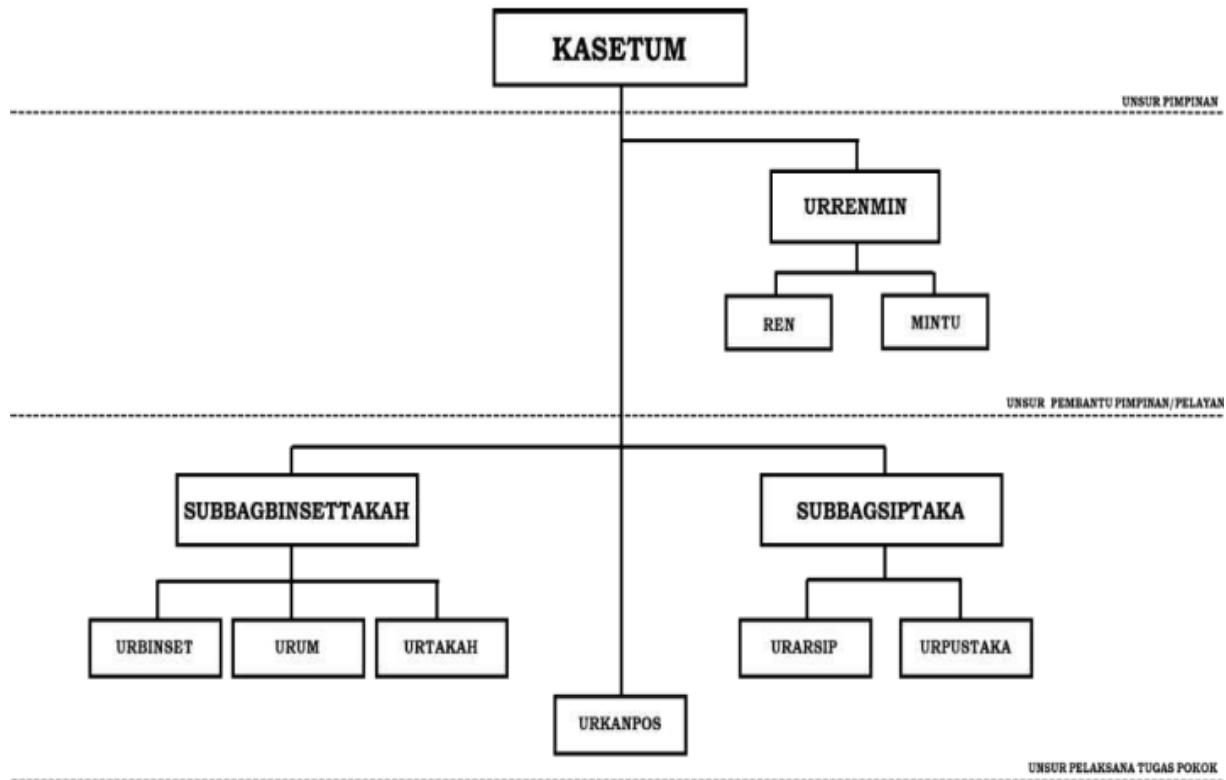 KASETUM
UNSUR PIMPINAN
URRENMIN
REN
MINTU
UNSUR PEMBANTU PIMPINAN/PELAYAN
SUBBAGBINSETTAKAH
SUBBAGSIPTAKA
URBINSET
URUM
URTAKAH
URARSIP
URPUSTAKA
URKANPOS
UNSUR PELAKSANA TUGAS POKOK